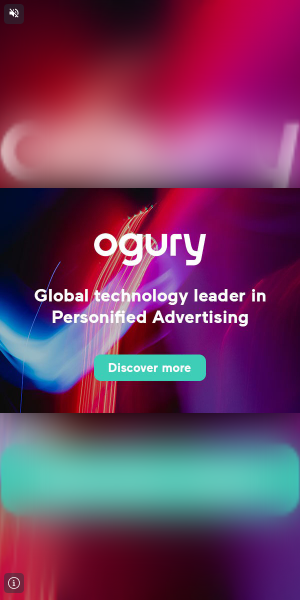 ogury
Global technology leader in
Personified Advertising
Discover more